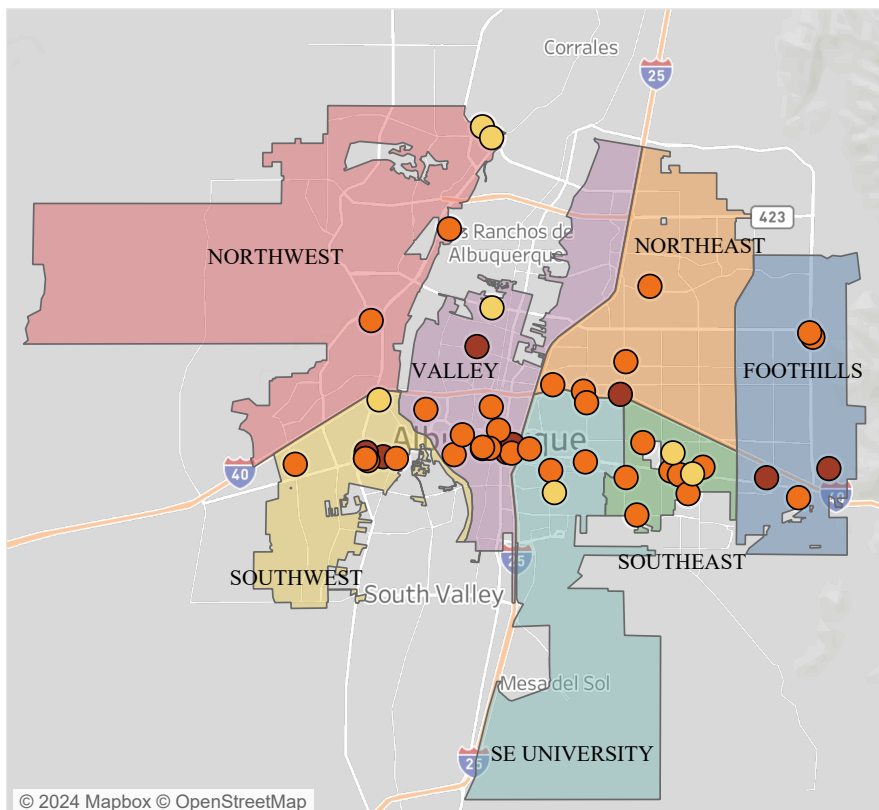 Corrales
25
423
Los Ranchos de
Albuquerque
NORTHWEST
NORTHEAST
VALLEY
FOOTHILLS
Albuquerque
40
40
SOUTHWEST
25
SOUTHEAST
South Valley
Mesa del Sol
SE UNIVERSITY
25
© 2024 Mapbox © OpenStreetMap